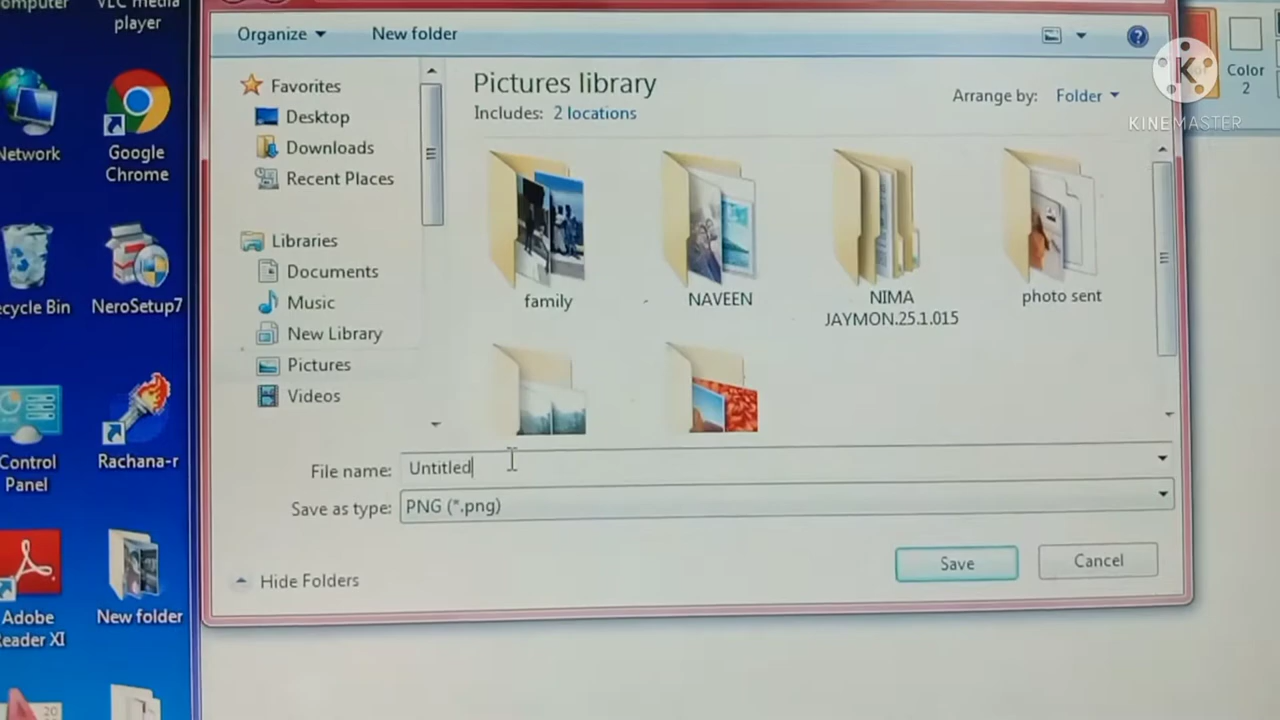 omputer
VLC media
player
Network
Google
Chrome
ecycle Bin
NeroSetup7
Control
Panel
Rachana-r
Adobe
Reader XI
New folder
Organize
New folder
?
Favorites
Desktop
Downloads
Recent Places
Libraries
Documents
Music
New Library
Pictures
Videos
Pictures library
Includes: 2 locations
Arrange by: Folder
family
NAVEEN
NIMA
JAYMON.25.1.015
photo sent
File name: Untitled
Save as type: PNG (*.png)
Hide Folders
Save
Cancel
Color
2
K
KINEMASTER
20